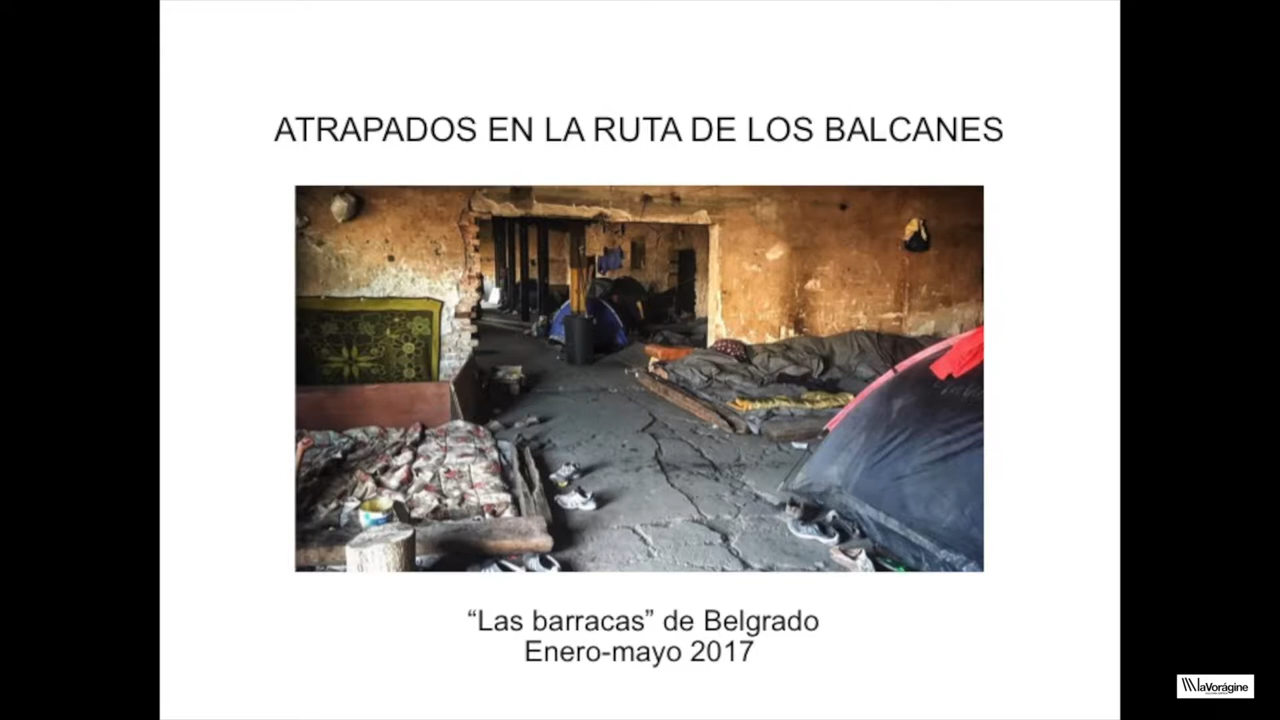 ATRAPADOS EN LA RUTA DE LOS BALCANES
“Las barracas” de Belgrado
Enero-mayo 2017
laVorágine